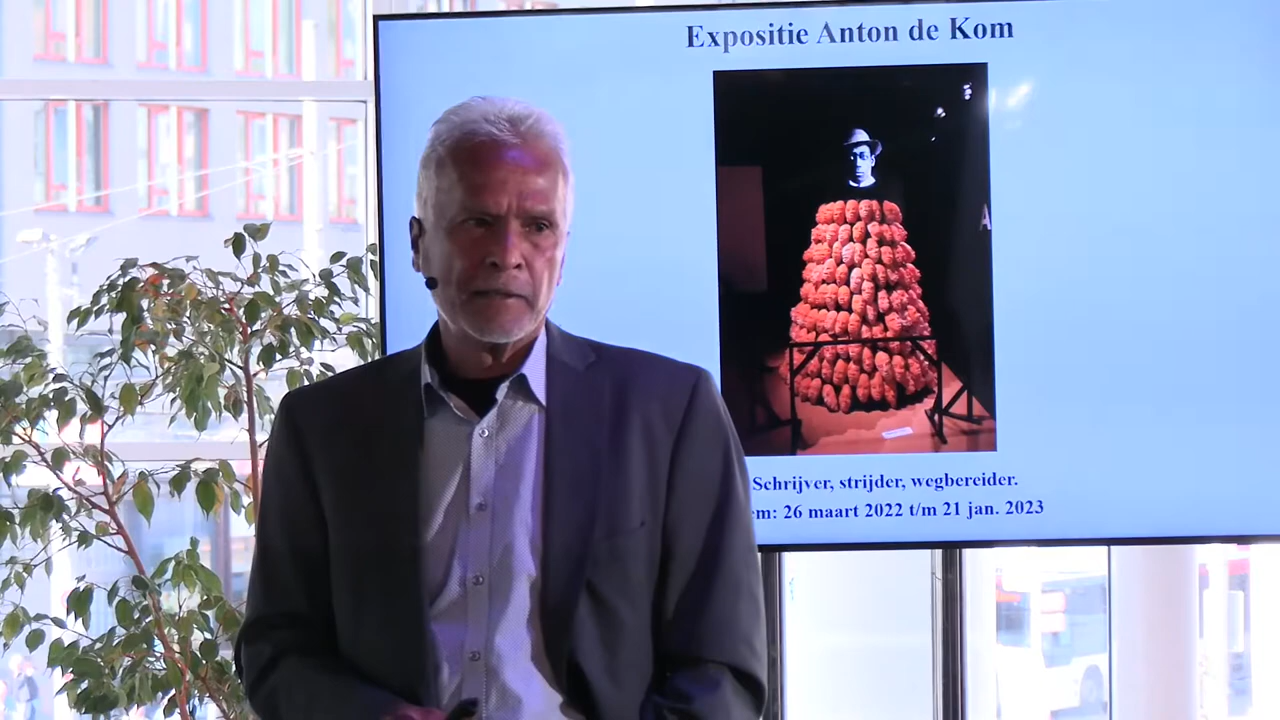 Expositie Anton de Kom
A
Schrijver, strijder, wegbereider.
em: 26 maart 2022 t/m 21 jan. 2023